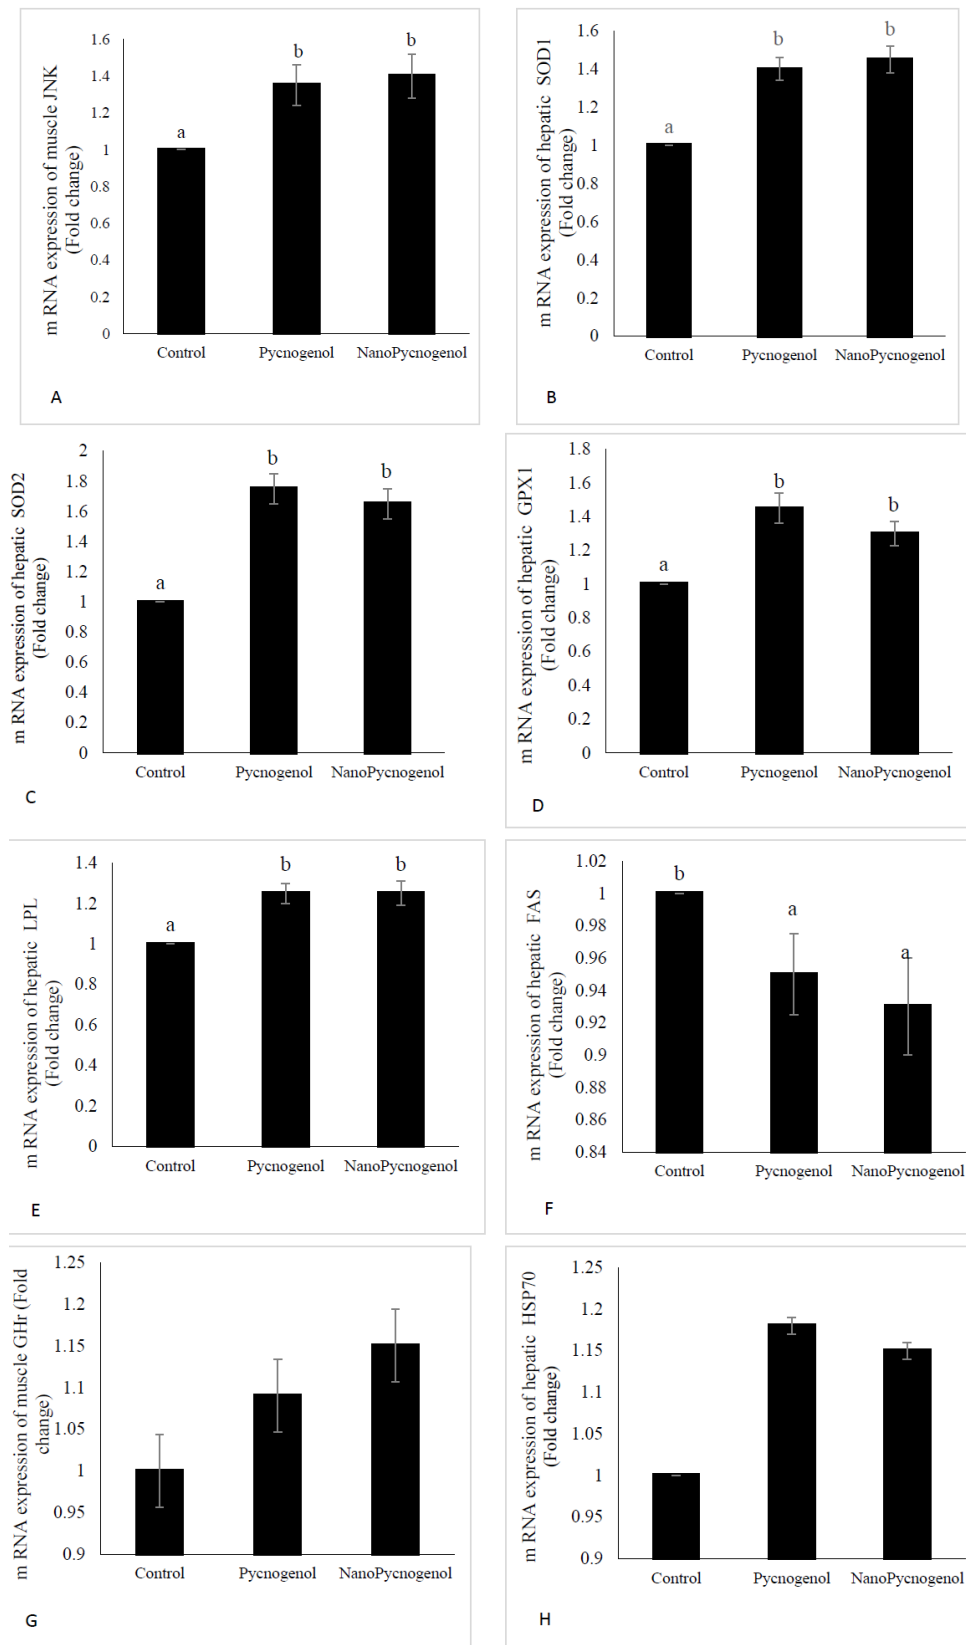 m RNA expression of muscle JNK
(Fold change)
1.6
1.4
1.2
1
0.8
0.6
0.4
0.2
0
a
b
b
Control
Pycnogenol
NanoPycnogenol
A
m RNA expression of hepatic SOD1
(Fold change)
1.6
1.4
1.2
1
0.8
0.6
0.4
0.2
0
a
b
b
Control
Pycnogenol
NanoPycnogenol
B
m RNA expression of hepatic SOD2
(Fold change)
2
1.8
1.6
1.4
1.2
1
0.8
0.6
0.4
0.2
0
a
b
b
Control
Pycnogenol
NanoPycnogenol
C
m RNA expression of hepatic GPX1
(Fold change)
1.8
1.6
1.4
1.2
1
0.8
0.6
0.4
0.2
0
a
b
b
Control
Pycnogenol
NanoPycnogenol
D
m RNA expression of hepatic LPL
(Fold change)
1.4
1.2
1
0.8
0.6
0.4
0.2
0
a
b
b
Control
Pycnogenol
NanoPycnogenol
E
m RNA expression of hepatic FAS
(Fold change)
1.02
1
0.98
0.96
0.94
0.92
0.9
0.88
0.86
0.84
b
a
a
Control
Pycnogenol
NanoPycnogenol
F
m RNA expression of muscle GHr (Fold
change)
1.25
1.2
1.15
1.1
1.05
1
0.95
0.9
Control
Pycnogenol
NanoPycnogenol
G
m RNA expression of hepatic HSP70
(Fold change)
1.25
1.2
1.15
1.1
1.05
1
0.95
0.9
Control
Pycnogenol
NanoPycnogenol
H